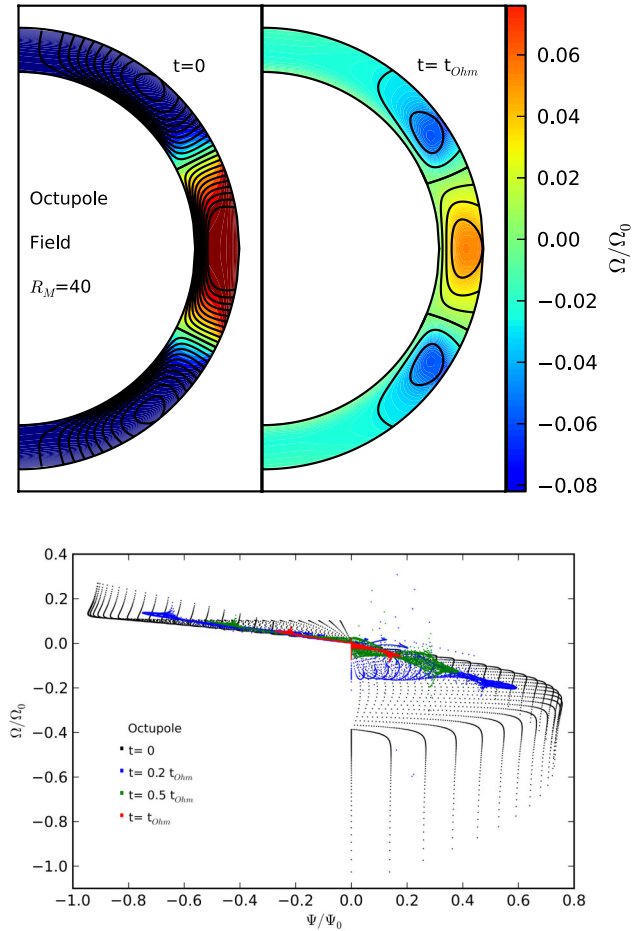 t=0
t= t_Ohm
Octupole
Field
R_M=40
0.06
0.04
0.02
0.00
−0.02
−0.04
−0.06
−0.08
Ω/Ω_0
0.4
0.2
0.0
−0.2
−0.4
−0.6
−0.8
−1.0
Ω/Ω_0
Octupole
t= 0
t= 0.2 t_Ohm
t= 0.5 t_Ohm
t= t_Ohm
−1.0 −0.8 −0.6 −0.4 −0.2 0.0 0.2 0.4 0.6 0.8
Ψ/Ψ_0